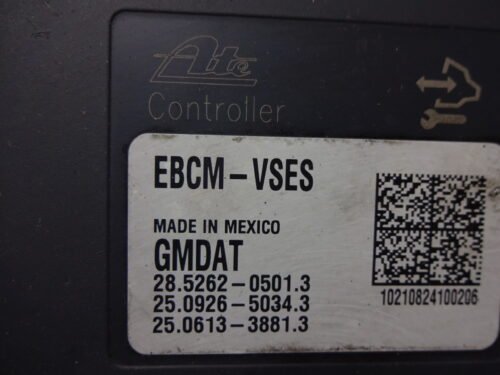 Ate
Controller
EBCM-VSES
MADE IN MEXICO
GMDAT
28.5262-0501.3
25.0926-5034.3
25.0613-3881.3
10210824100206